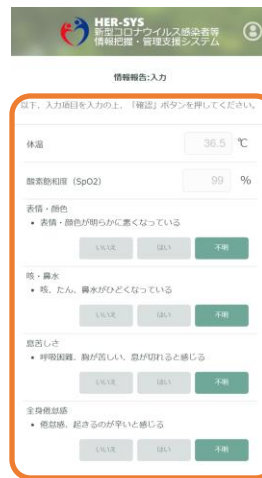 HER-SYS
新型コロナウイルス感染者等
情報把握・管理支援システム
情報報告:入力
以下、入力項目を入力の上、「確認」ボタンを押してください。
体温
36.5 ℃
酸素飽和度（SpO2）
99 %
表情・顔色
• 表情・顔色が明らかに悪くなっている
いいえ はい 不明
咳・鼻水
• 咳、たん、鼻水がひどくなっている
いいえ はい 不明
息苦しさ
• 呼吸困難、胸が苦しい、息が切れると感じる
いいえ はい 不明
全身倦怠感
• 倦怠感、起きるのが辛いと感じる
いいえ はい 不明